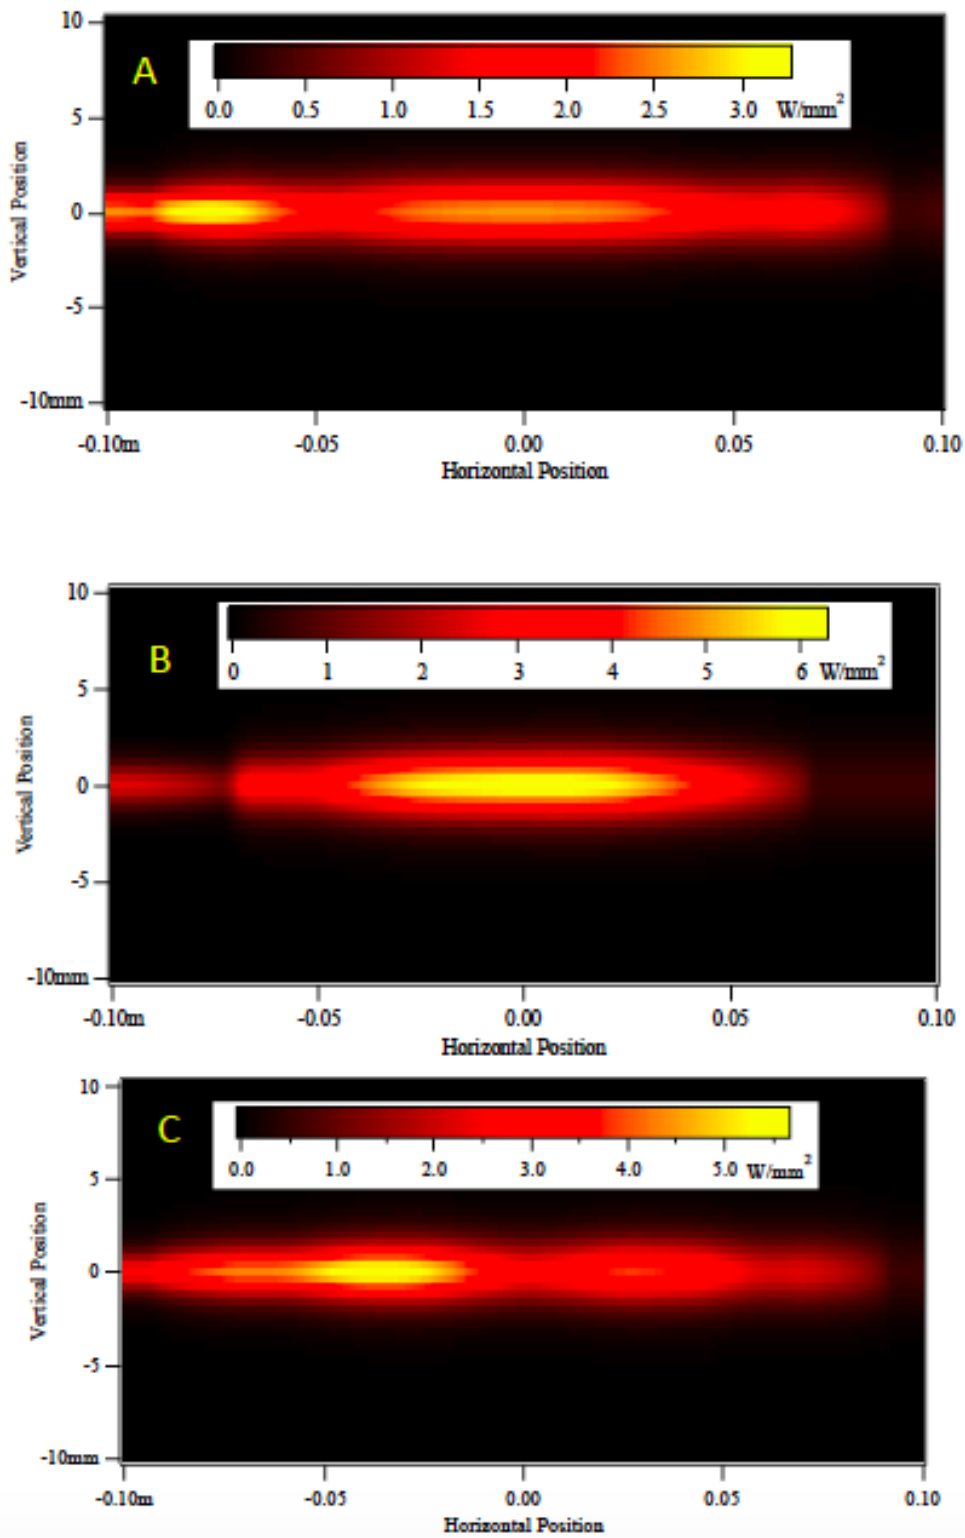 10
A
0.0 0.5 1.0 1.5 2.0 2.5 3.0 W/mm²
5
Vertical Position
0
-5
-10mm
-0.10m -0.05 0.00 0.05 0.10
Horizontal Position
10
B
0 1 2 3 4 5 6 W/mm²
5
Vertical Position
0
-5
-10mm
-0.10m -0.05 0.00 0.05 0.10
Horizontal Position
10
C
0.0 1.0 2.0 3.0 4.0 5.0 W/mm²
5
Vertical Position
0
-5
-10mm
-0.10m -0.05 0.00 0.05 0.10
Horizontal Position